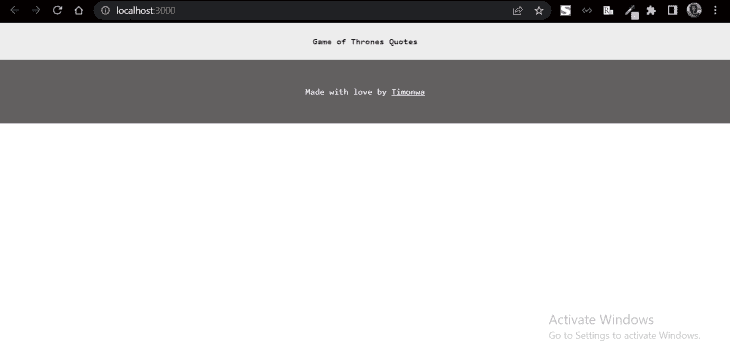 localhost:3000
Game of Thrones Quotes
Made with love by Timonwa
Activate Windows
Go to Settings to activate Windows.